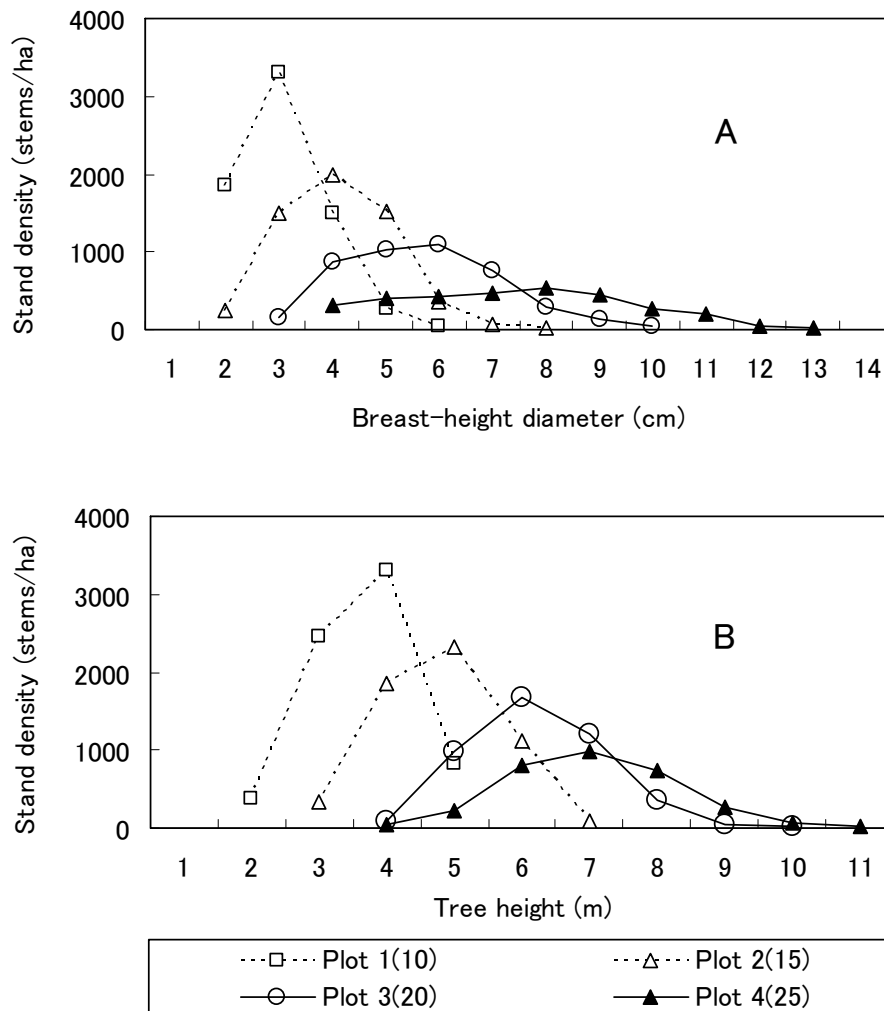 4000
3000
2000
1000
0
Stand density (stems/ha)
A
1 2 3 4 5 6 7 8 9 10 11 12 13 14
Breast-height diameter (cm)
4000
3000
2000
1000
0
Stand density (stems/ha)
B
1 2 3 4 5 6 7 8 9 10 11
Tree height (m)
Plot 1(10) Plot 2(15)
Plot 3(20) Plot 4(25)